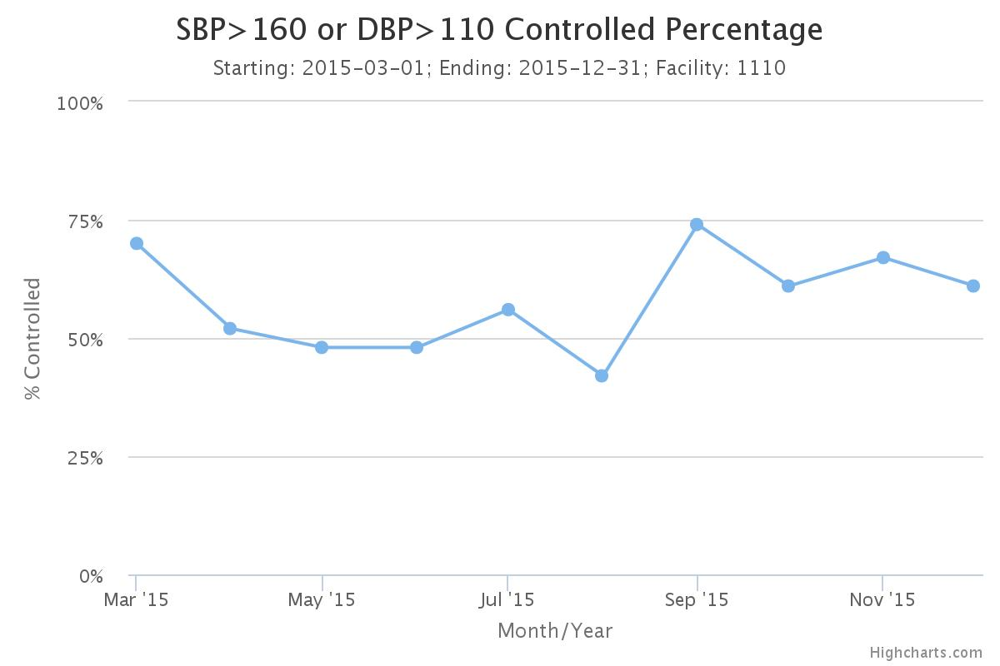 SBP>160 or DBP>110 Controlled Percentage
Starting: 2015-03-01; Ending: 2015-12-31; Facility: 1110
100%
75%
50%
25%
0%
% Controlled
Mar '15 May '15 Jul '15 Sep '15 Nov '15
Month/Year
Highcharts.com